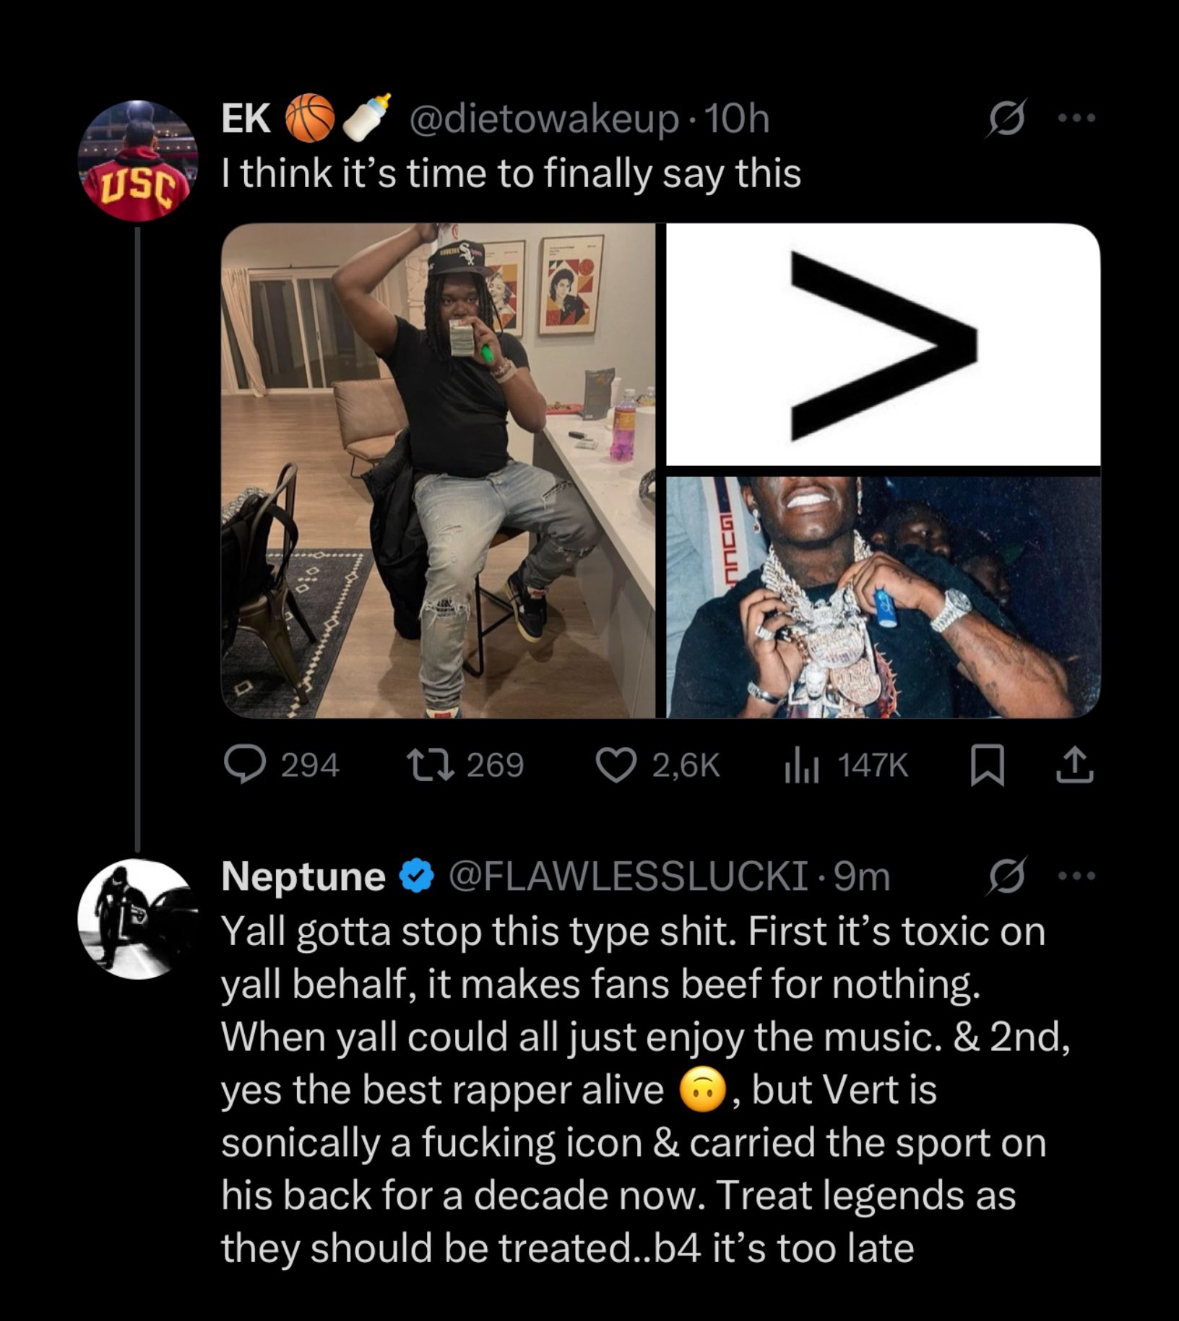 EK 🏀🍼 @dietowakeup · 10h
I think it's time to finally say this
USC
>
GUCC
294 269 2,6K 147K
Neptune @FLAWLESSLUCKI · 9m
Yall gotta stop this type shit. First it's toxic on
yall behalf, it makes fans beef for nothing.
When yall could all just enjoy the music. & 2nd,
yes the best rapper alive 🙃, but Vert is
sonically a fucking icon & carried the sport on
his back for a decade now. Treat legends as
they should be treated..b4 it's too late